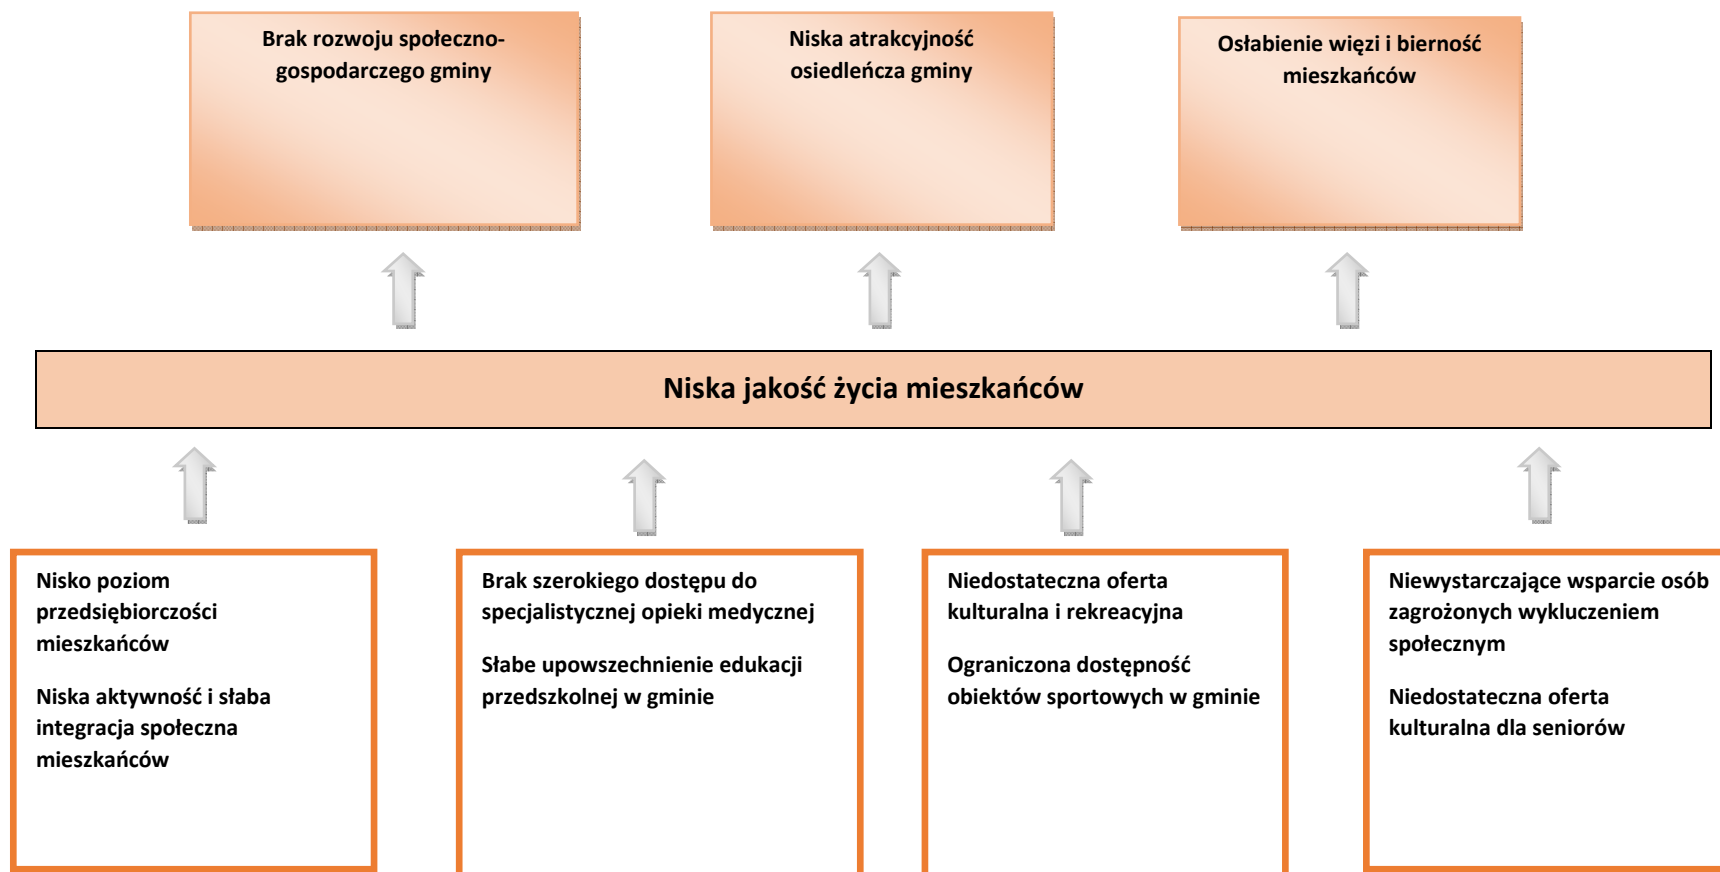 Brak rozwoju społeczno-
gospodarczego gminy
Niska atrakcyjność
osiedleńcza gminy
Osłabienie więzi i bierność
mieszkańców
Niska jakość życia mieszkańców
Nisko poziom
przedsiębiorczości
mieszkańców
Niska aktywność i słaba
integracja społeczna
mieszkańców
Brak szerokiego dostępu do
specjalistycznej opieki medycznej
Słabe upowszechnienie edukacji
przedszkolnej w gminie
Niedostateczna oferta
kulturalna i rekreacyjna
Ograniczona dostępność
obiektów sportowych w gminie
Niewystarczające wsparcie osób
zagrożonych wykluczeniem
społecznym
Niedostateczna oferta
kulturalna dla seniorów